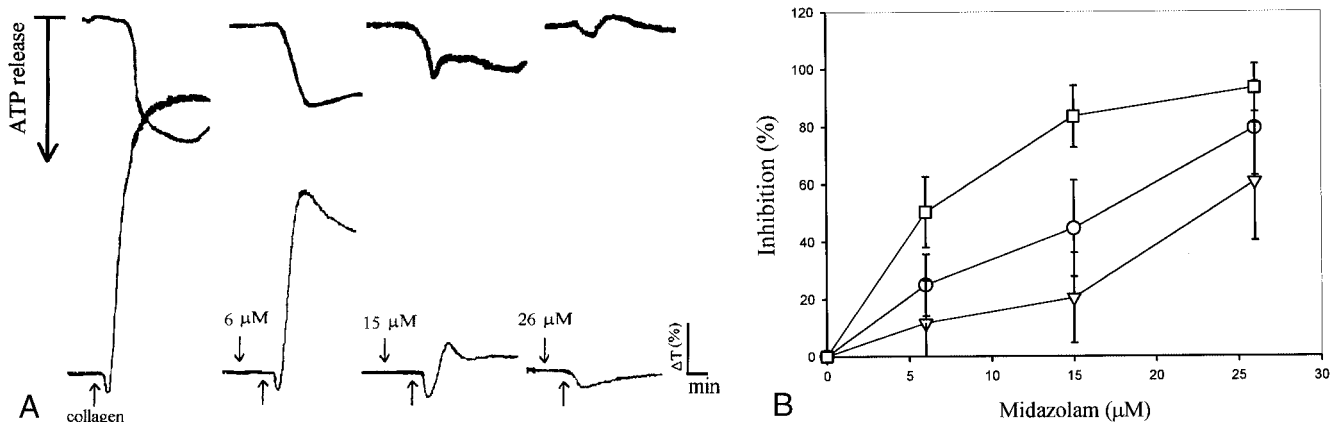 ATP release
6 μM
15 μM
26 μM
ΔT (%)
min
collagen
A
120
100
80
60
40
20
0
Inhibition (%)
0 5 10 15 20 25 30
Midazolam (μM)
B